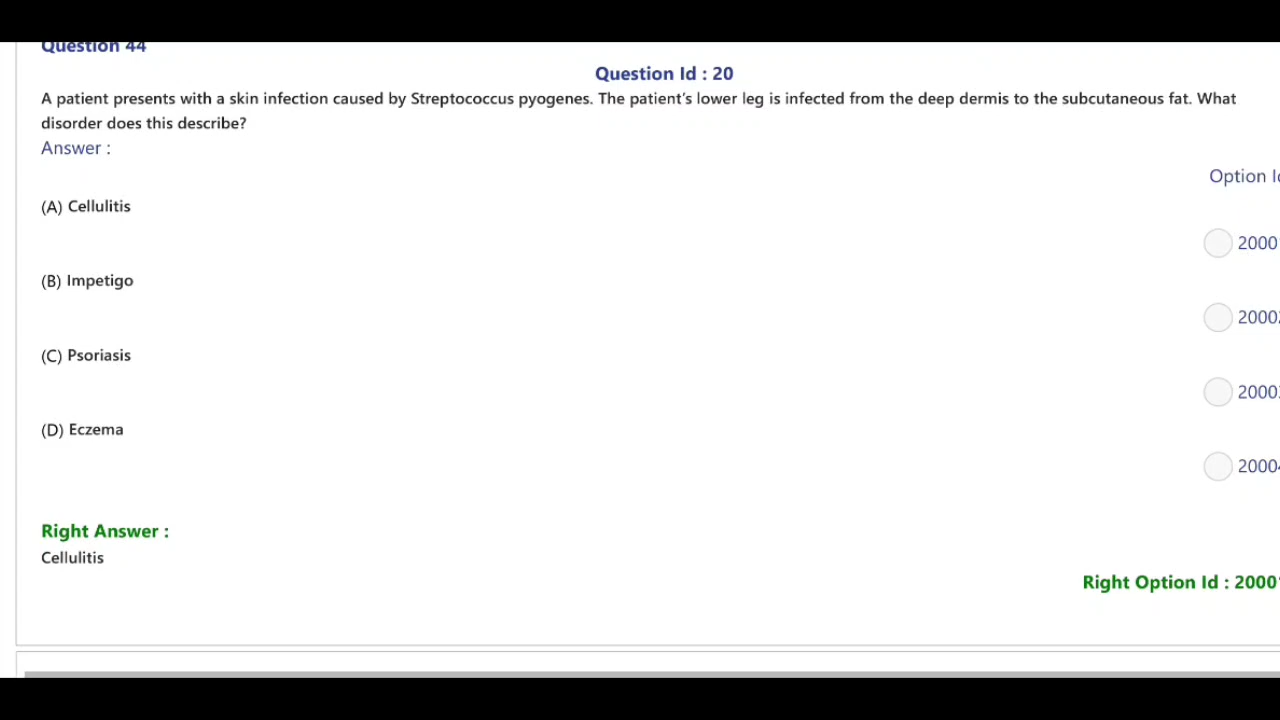 Question 44
Question Id : 20
A patient presents with a skin infection caused by Streptococcus pyogenes. The patient's lower leg is infected from the deep dermis to the subcutaneous fat. What
disorder does this describe?
Answer :
Option
(A) Cellulitis
2000
(B) Impetigo
2000
(C) Psoriasis
2000
(D) Eczema
2000
Right Answer :
Cellulitis
Right Option Id : 2000